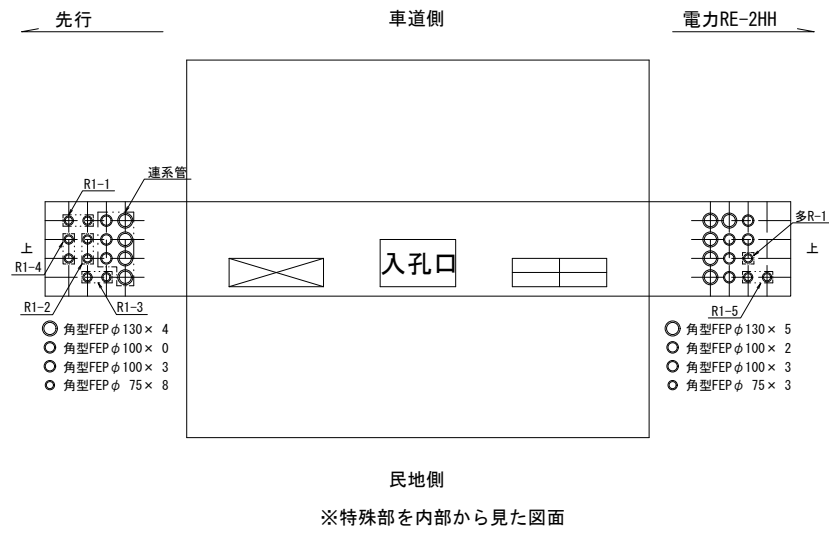 先行
車道側
電力RE-2HH
連系管
R1-1
多R-1
上
上
R1-4
入孔口
R1-2
R1-3
R1-5
角型FEPφ130× 4
角型FEPφ100× 0
角型FEPφ100× 3
角型FEPφ 75× 8
角型FEPφ130× 5
角型FEPφ100× 2
角型FEPφ100× 3
角型FEPφ 75× 3
民地側
※特殊部を内部から見た図面